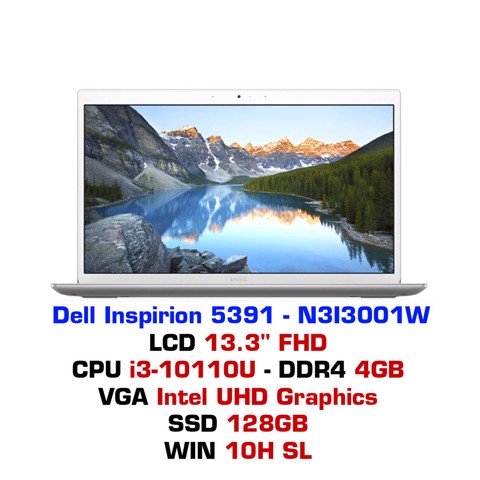 DELL
Dell Inspirion 5391 - N3I3001W
LCD 13.3" FHD
CPU i3-10110U - DDR4 4GB
VGA Intel UHD Graphics
SSD 128GB
WIN 10H SL